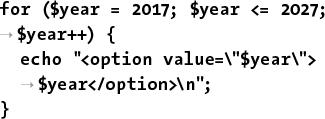 for ($year = 2017; $year <= 2027;
→ $year++) {
echo "<option value=\"$year\">
→ $year</option>\n";
}